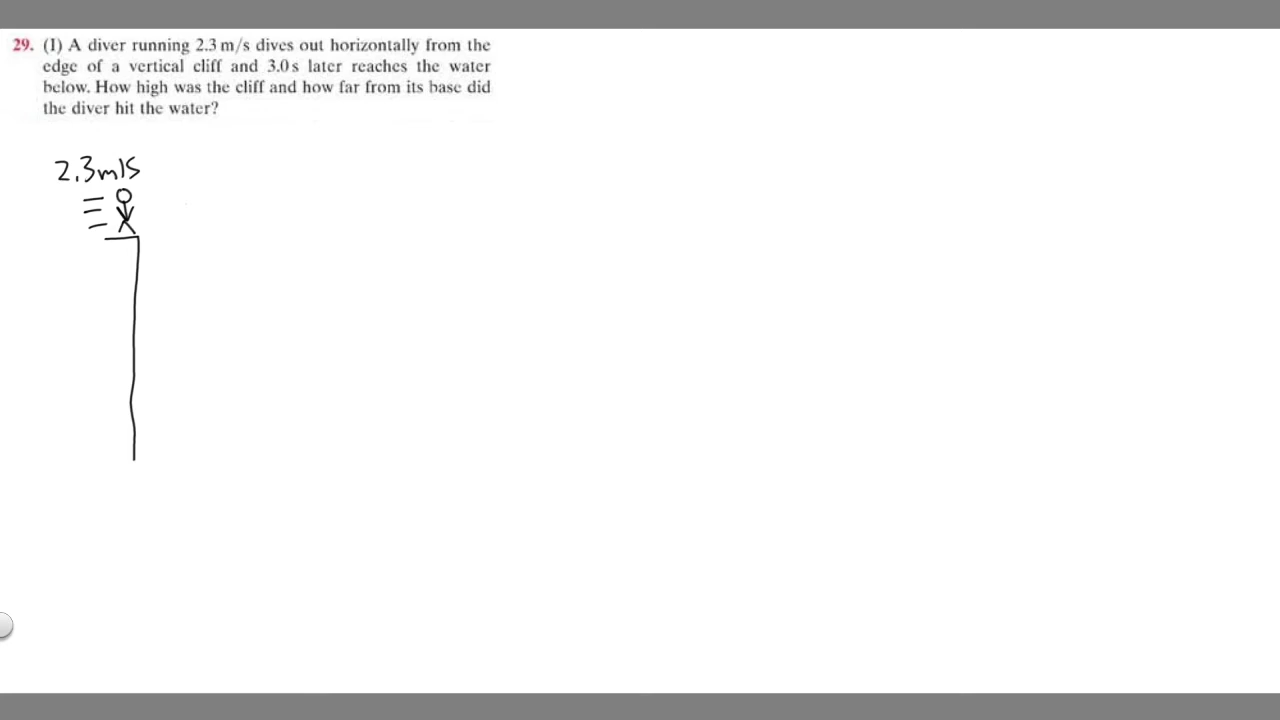 29. (I) A diver running 2.3 m/s dives out horizontally from the
edge of a vertical cliff and 3.0 s later reaches the water
below. How high was the cliff and how far from its base did
the diver hit the water?
2.3m/s